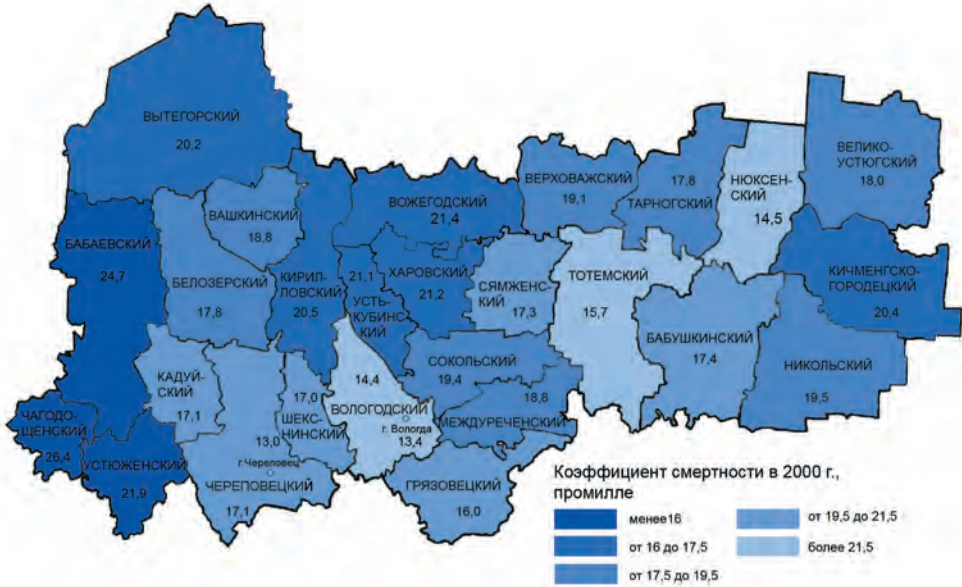 ВЫТЕГОРСКИЙ
20,2
ВЕЛИКО-
УСТЮГСКИЙ
18,0
ВЕРХОВАЖСКИЙ
19,1
17,8
ТАРНОГСКИЙ
НЮКСЕН-
СКИЙ
14,5
ВАШКИНСКИЙ
18,8
ВОЖЕГОДСКИЙ
21,4
БАБАЕВСКИЙ
24,7
БЕЛОЗЕРСКИЙ
17,8
КИРИЛ-
ЛОВСКИЙ
20,5
21,1
УСТЬ-
КУБИН-
СКИЙ
ХАРОВСКИЙ
21,2
СЯМЖЕН-
СКИЙ
17,3
ТОТЕМСКИЙ
15,7
КИЧМЕНГСКО-
ГОРОДЕЦКИЙ
20,4
БАБУШКИНСКИЙ
17,4
НИКОЛЬСКИЙ
19,5
СОКОЛЬСКИЙ
19,4
КАДУЙ-
СКИЙ
17,1
14,4
ВОЛОГОДСКИЙ
г. Вологда
13,4
17,0
ШЕКС-
НИНСКИЙ
18,8
МЕЖДУРЕЧЕНСКИЙ
ЧАГОДО-
ЩЕНСКИЙ
26,4
УСТЮЖЕНСКИЙ
21,9
13,0
г.Череповец
ЧЕРЕПОВЕЦКИЙ
17,1
ГРЯЗОВЕЦКИЙ
16,0
Коэффициент смертности в 2000 г.,
промилле
менее16
от 16 до 17,5
от 17,5 до 19,5
от 19,5 до 21,5
более 21,5